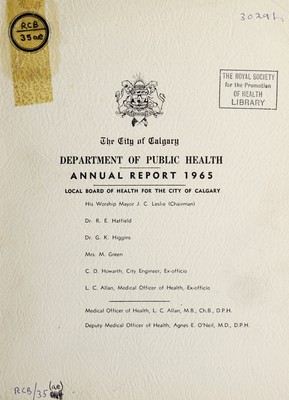 RCB
35 ae
THE ROYAL SOCIETY
for the Promotion
OF HEALTH
LIBRARY
The City of Calgary
DEPARTMENT OF PUBLIC HEALTH
ANNUAL REPORT 1965
LOCAL BOARD OF HEALTH FOR THE CITY OF CALGARY
His Worship Mayor J. C. Leslie (Chairman)
Dr. R. E. Hatfield
Dr. G. K. Higgins
Mrs. M. Green
C. D. Howarth, City Engineer, Ex-officio
L. C. Allan, Medical Officer of Health, Ex-officio
Medical Officer of Health, L. C. Allan, M.B., Ch.B., D.P.H.
Deputy Medical Officer of Health, Agnes E. O'Neil, M.D., D.P.H.
RCB/35 (ae)